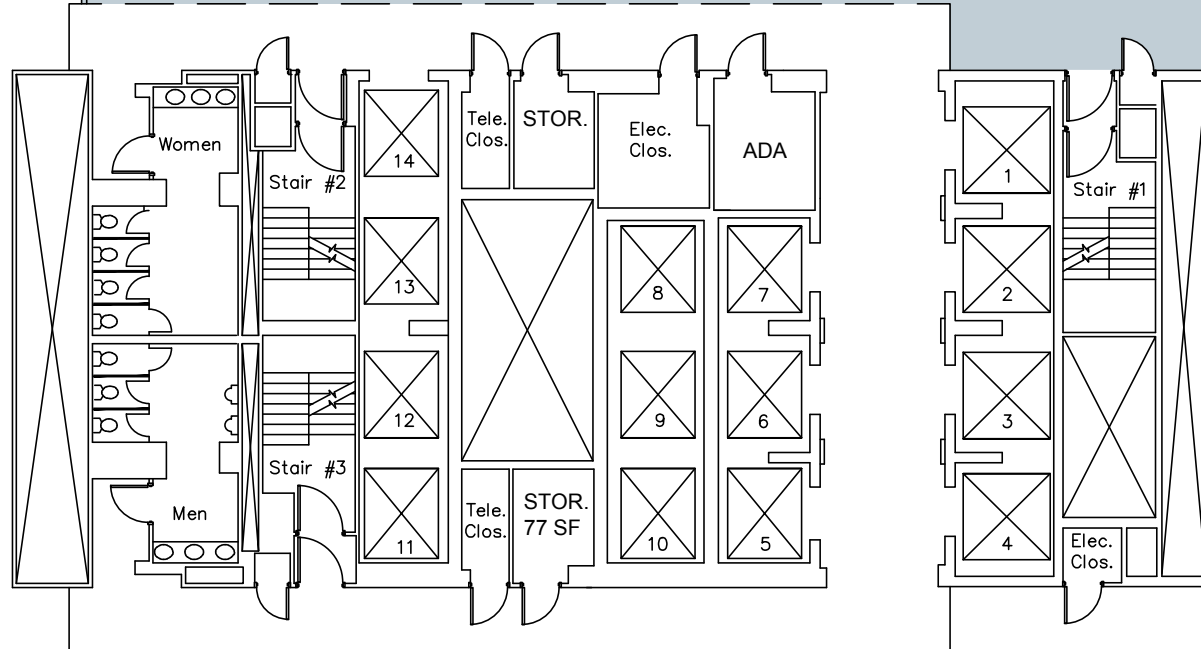 Women
Stair #2
14
Tele.
Clos.
STOR.
Elec.
Clos.
ADA
1
Stair #1
13
8
7
2
12
9
6
3
Stair #3
Men
11
Tele.
Clos.
STOR.
77 SF
10
5
4
Elec.
Clos.